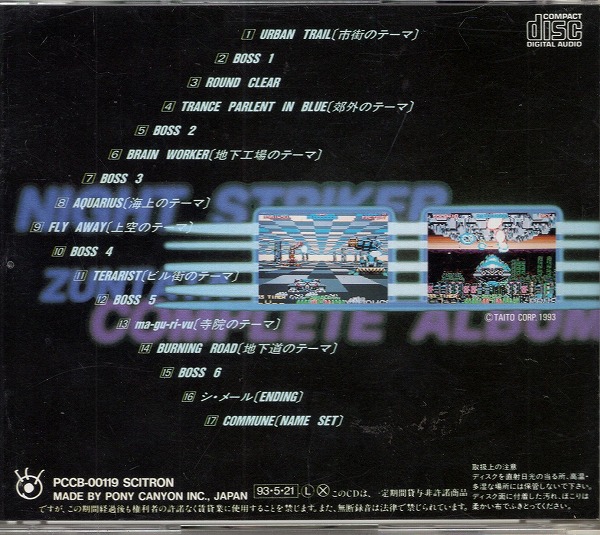 COMPACT
disc
DIGITAL AUDIO
1 URBAN TRAIL〔市街のテーマ〕
2 BOSS 1
3 ROUND CLEAR
4 TRANCE PARLENT IN BLUE〔郊外のテーマ〕
5 BOSS 2
6 BRAIN WORKER〔地下工場のテーマ〕
7 BOSS 3
8 AQUARIUS〔海上のテーマ〕
9 FLY AWAY〔上空のテーマ〕
10 BOSS 4
11 TERARIST〔ビル街のテーマ〕
12 BOSS 5
13 ma-gu-ri-vu〔寺院のテーマ〕
14 BURNING ROAD〔地下道のテーマ〕
15 BOSS 6
16 シ・メール〔ENDING〕
17 COMMUNE〔NAME SET〕
NIGHT STRIKER
ALBUM
©TAITO CORP 1993
PCCB-00119 SCITRON
MADE BY PONY CANYON INC., JAPAN
93・5・21 Ⓛ Ⓧ このCDは、一定期間貸与非許諾商品
ですが、この期間経過後も権利者の許諾なく賃貸業に使用することを禁じます。また、無断録音は法律で禁じられています。
取扱上の注意
ディスクを直射日光の当る所、高温・
多湿な場所には保管しないで下さい。
ディスク面に付着した汚れ、ほこりは
柔かい布でふきとってください。